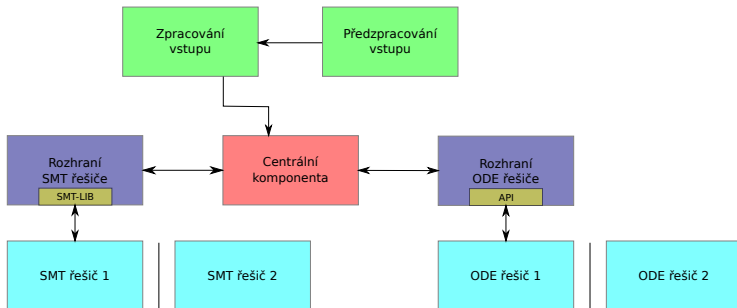 Zpracování
vstupu
Předzpracování
vstupu
Rozhraní
SMT řešiče
SMT-LIB
Centrální
komponenta
Rozhraní
ODE řešiče
API
SMT řešič 1
SMT řešič 2
ODE řešič 1
ODE řešič 2